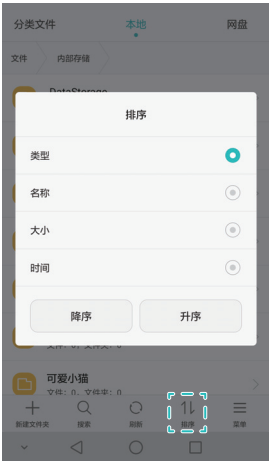 分类文件
本地
网盘
文件
内部存储
DataStorage
排序
类型
名称
大小
时间
降序
升序
文件: 0, 文件夹: 0
可爱小猫
文件: 0, 文件夹: 0
新建文件夹
搜索
刷新
排序
菜单